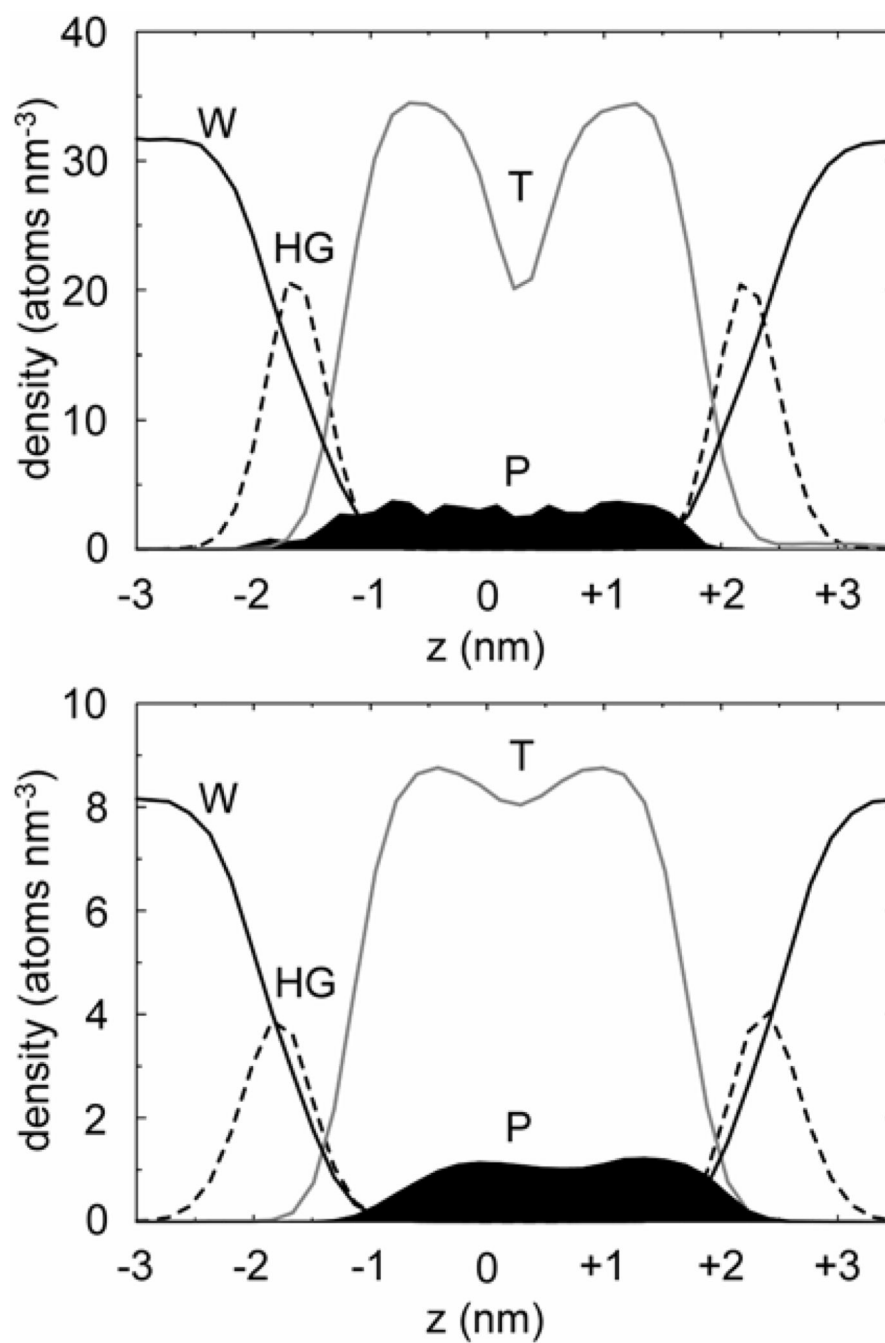 40
W
30
T
HG
20
10
P
0
-3 -2 -1 0 +1 +2 +3
z (nm)
density (atoms nm⁻³)
10
T
W
8
6
HG
4
2
P
0
-3 -2 -1 0 +1 +2 +3
z (nm)
density (atoms nm⁻³)